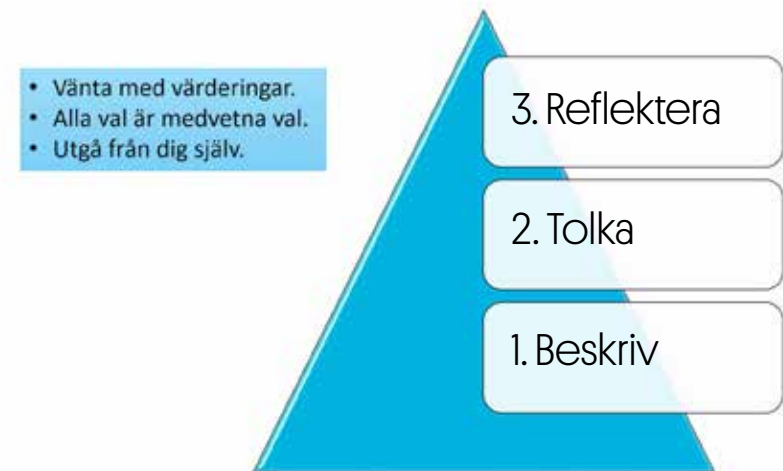 • Vänta med värderingar.
• Alla val är medvetna val.
• Utgå från dig själv.
3. Reflektera
2. Tolka
1. Beskriv